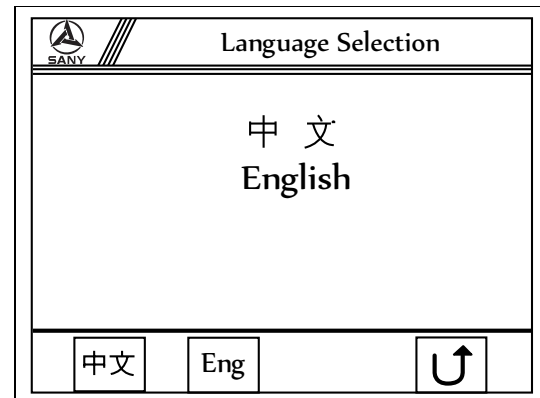 SANY
Language Selection
中 文
English
中文
Eng